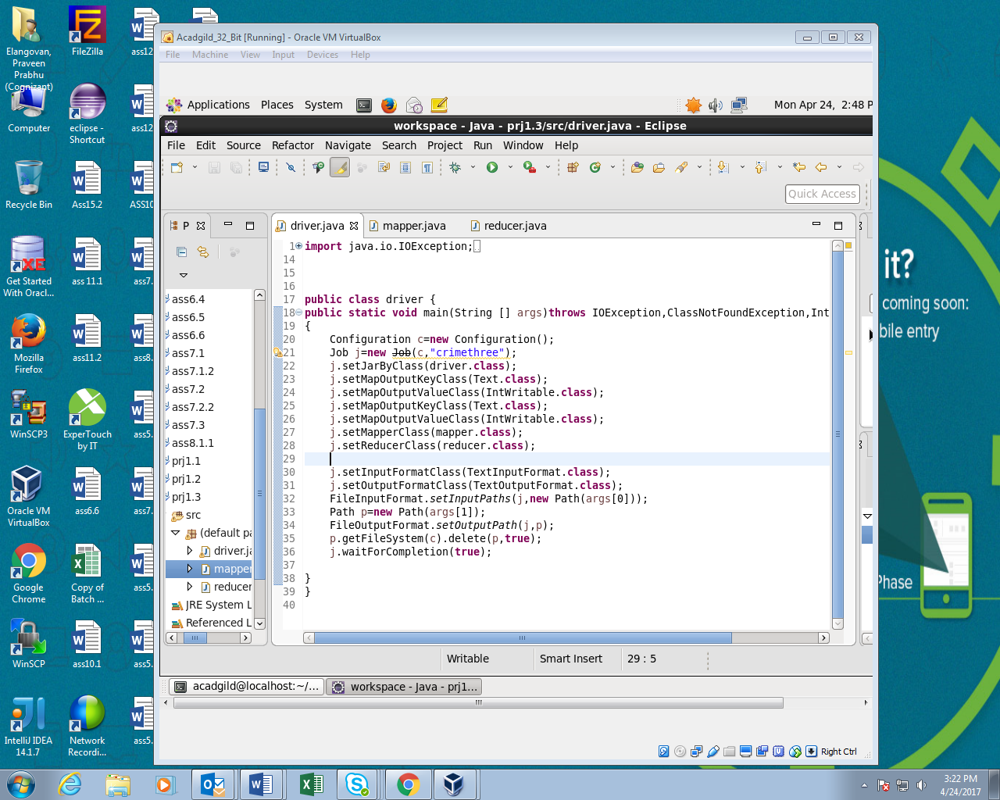 Elangovan,
Praveen
Prabhu
(Cognizant)
FileZilla
ass12
Computer
eclipse -
Shortcut
ass12
Recycle Bin
Ass15.2
ASS10
Get Started
With Oracl...
ass 11.1
ass7.
Mozilla
Firefox
ass11.2
ass8.
WinSCP3
ExperTouch
by IT
ass5.
Oracle VM
VirtualBox
ass6.6
ass7.
Google
Chrome
Copy of
Batch ...
ass5.
WinSCP
ass10.1
ass5.
IntelliJ IDEA
14.1.7
Network
Recordi...
ass5.
Acadgild_32_Bit [Running] - Oracle VM VirtualBox
File Machine View Input Devices Help
Applications Places System
Mon Apr 24, 2:48 P
workspace - Java - prj1.3/src/driver.java - Eclipse
File Edit Source Refactor Navigate Search Project Run Window Help
Quick Access
P
driver.java mapper.java reducer.java
ass6.4
ass6.5
ass6.6
ass7.1
ass7.1.2
ass7.2
ass7.2.2
ass7.3
ass8.1.1
prj1.1
prj1.2
prj1.3
src
(default pa
driver.ja
mapper
reducer
JRE System L
Referenced L
1 import java.io.IOException;
14
15
16
17 public class driver {
18 public static void main(String [] args)throws IOException,ClassNotFoundException,Int
19 {
20 Configuration c=new Configuration();
21 Job j=new Job(c,"crimethree");
22 j.setJarByClass(driver.class);
23 j.setMapOutputKeyClass(Text.class);
24 j.setMapOutputValueClass(IntWritable.class);
25 j.setMapOutputKeyClass(Text.class);
26 j.setMapOutputValueClass(IntWritable.class);
27 j.setMapperClass(mapper.class);
28 j.setReducerClass(reducer.class);
29
30 j.setInputFormatClass(TextInputFormat.class);
31 j.setOutputFormatClass(TextOutputFormat.class);
32 FileInputFormat.setInputPaths(j,new Path(args[0]));
33 Path p=new Path(args[1]);
34 FileOutputFormat.setOutputPath(j,p);
35 p.getFileSystem(c).delete(p,true);
36 j.waitForCompletion(true);
37
38 }
39 }
40
Writable Smart Insert 29 : 5
acadgild@localhost:~/...
workspace - Java - prj1...
Right Ctrl
it?
coming soon:
bile entry
Phase
3:22 PM
4/24/2017